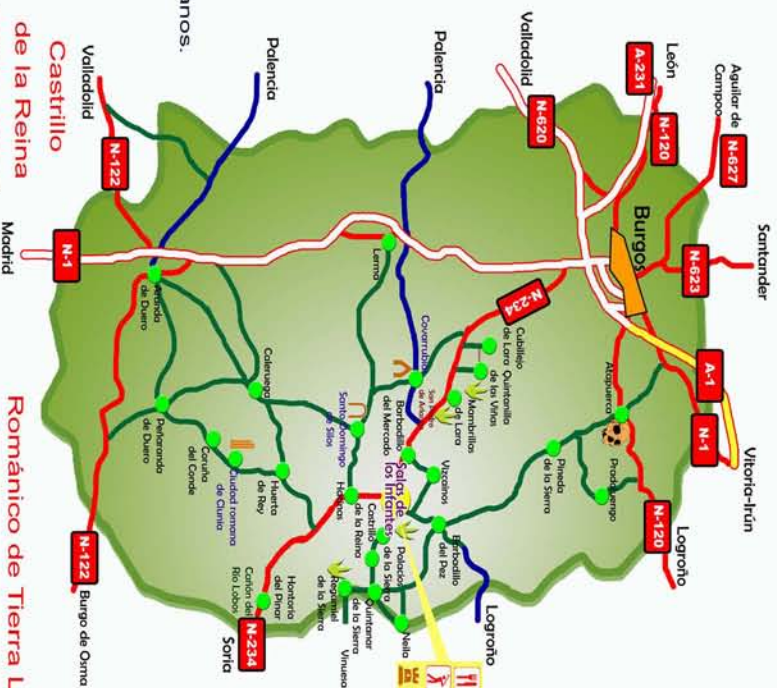 anos.
Castrillo
de la Reina
Románico de Tierra L
Aguilar de
Campoo
N-627
Santander
N-623
León
A-231
N-120
Valladolid
N-620
Burgos
A-1
N-1
Vitoria-Irún
Atapuerca
Pradoluengo
N-120
Logroño
Pineda
de la Sierra
Palencia
N-234
Cubillejo
de Lara
Quintanilla
de las Viñas
Mambrillas
de Lara
Covarrubias
San Pedro
de Arlanza
Barbadillo
del Mercado
Vizcaínos
Barbadillo
del Pez
Logroño
Lerma
Salas de
los Infantes
Santo Domingo
de Silos
Hacinas
Castrillo
de la Reina
Palacios
de la Sierra
Quintanar
de la Sierra
Neila
Regumiel
de la Sierra
Vinuesa
Palencia
Caleruega
Huerta
de Rey
Ciudad romana
de Clunia
Coruña
del Conde
Peñaranda
de Duero
Hontoria
del Pinar
Cañón del
Río Lobos
N-234
Soria
Valladolid
N-122
Aranda
de Duero
N-1
Madrid
N-122
Burgo de Osma